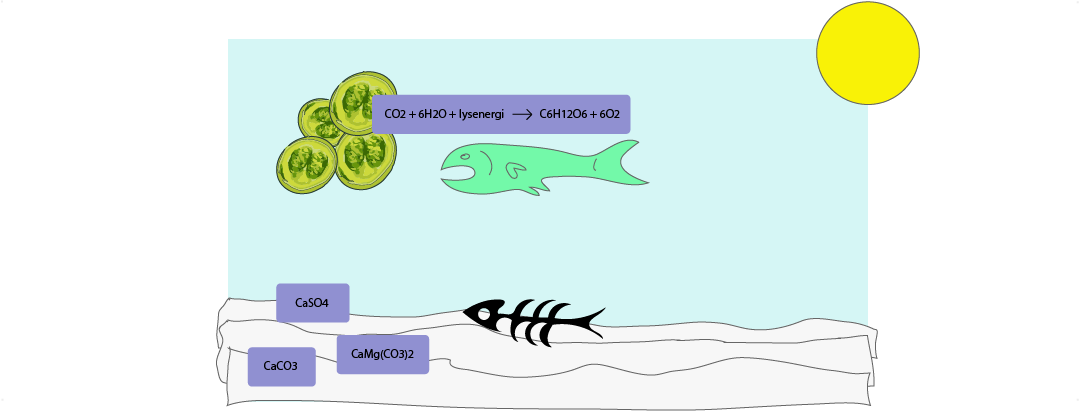 CO2 + 6H2O + lysenergi → C6H12O6 + 6O2
CaSO4
CaMg(CO3)2
CaCO3